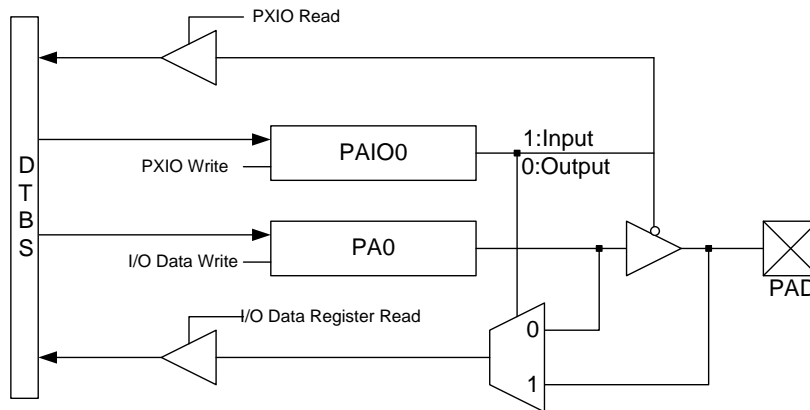 PXIO Read
PAIO0
1:Input
0:Output
PXIO Write
D
T
B
S
PA0
I/O Data Write
PAD
I/O Data Register Read
0
1